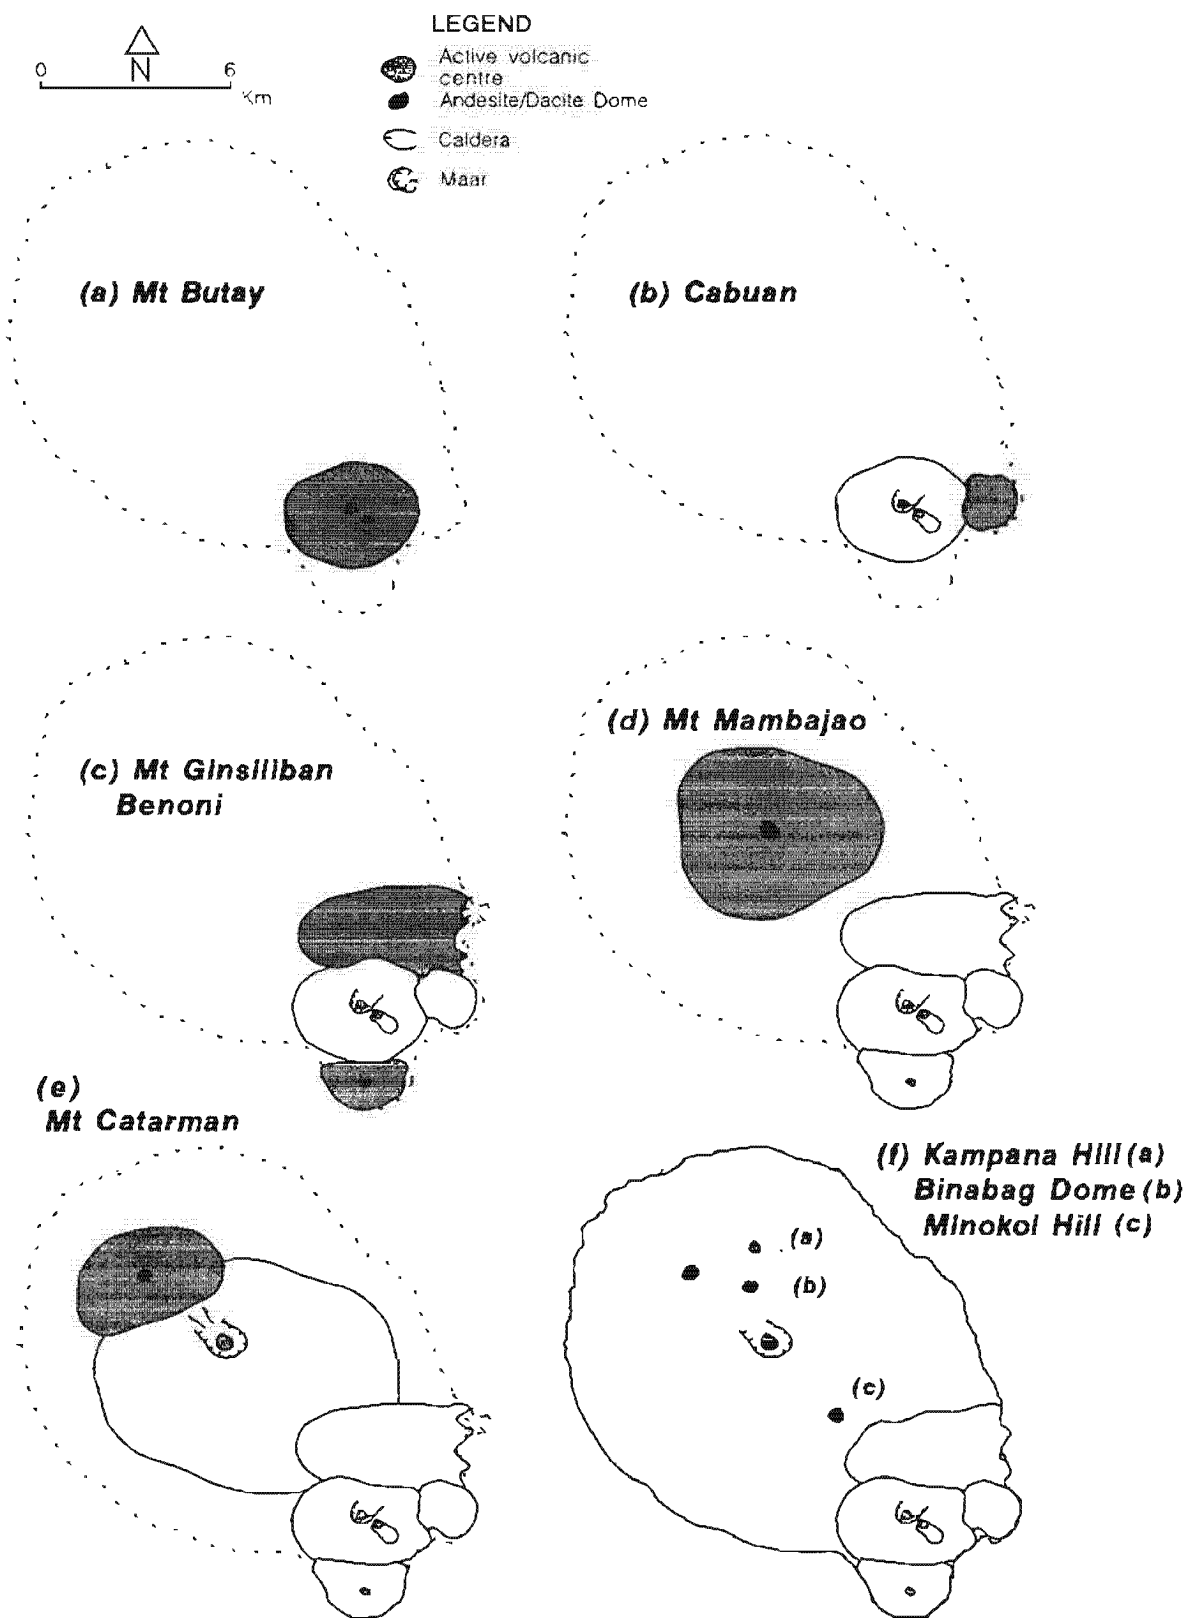 LEGEND
0 N 6
Km
Active volcanic
centre
Andesite/Dacite Dome
Caldera
Maar
(a) Mt Butay
(b) Cabuan
(c) Mt Ginsiliban
Benoni
(d) Mt Mambajao
(e)
Mt Catarman
(f) Kampana Hill (a)
Binabag Dome (b)
Minokol Hill (c)
(a)
(b)
(c)